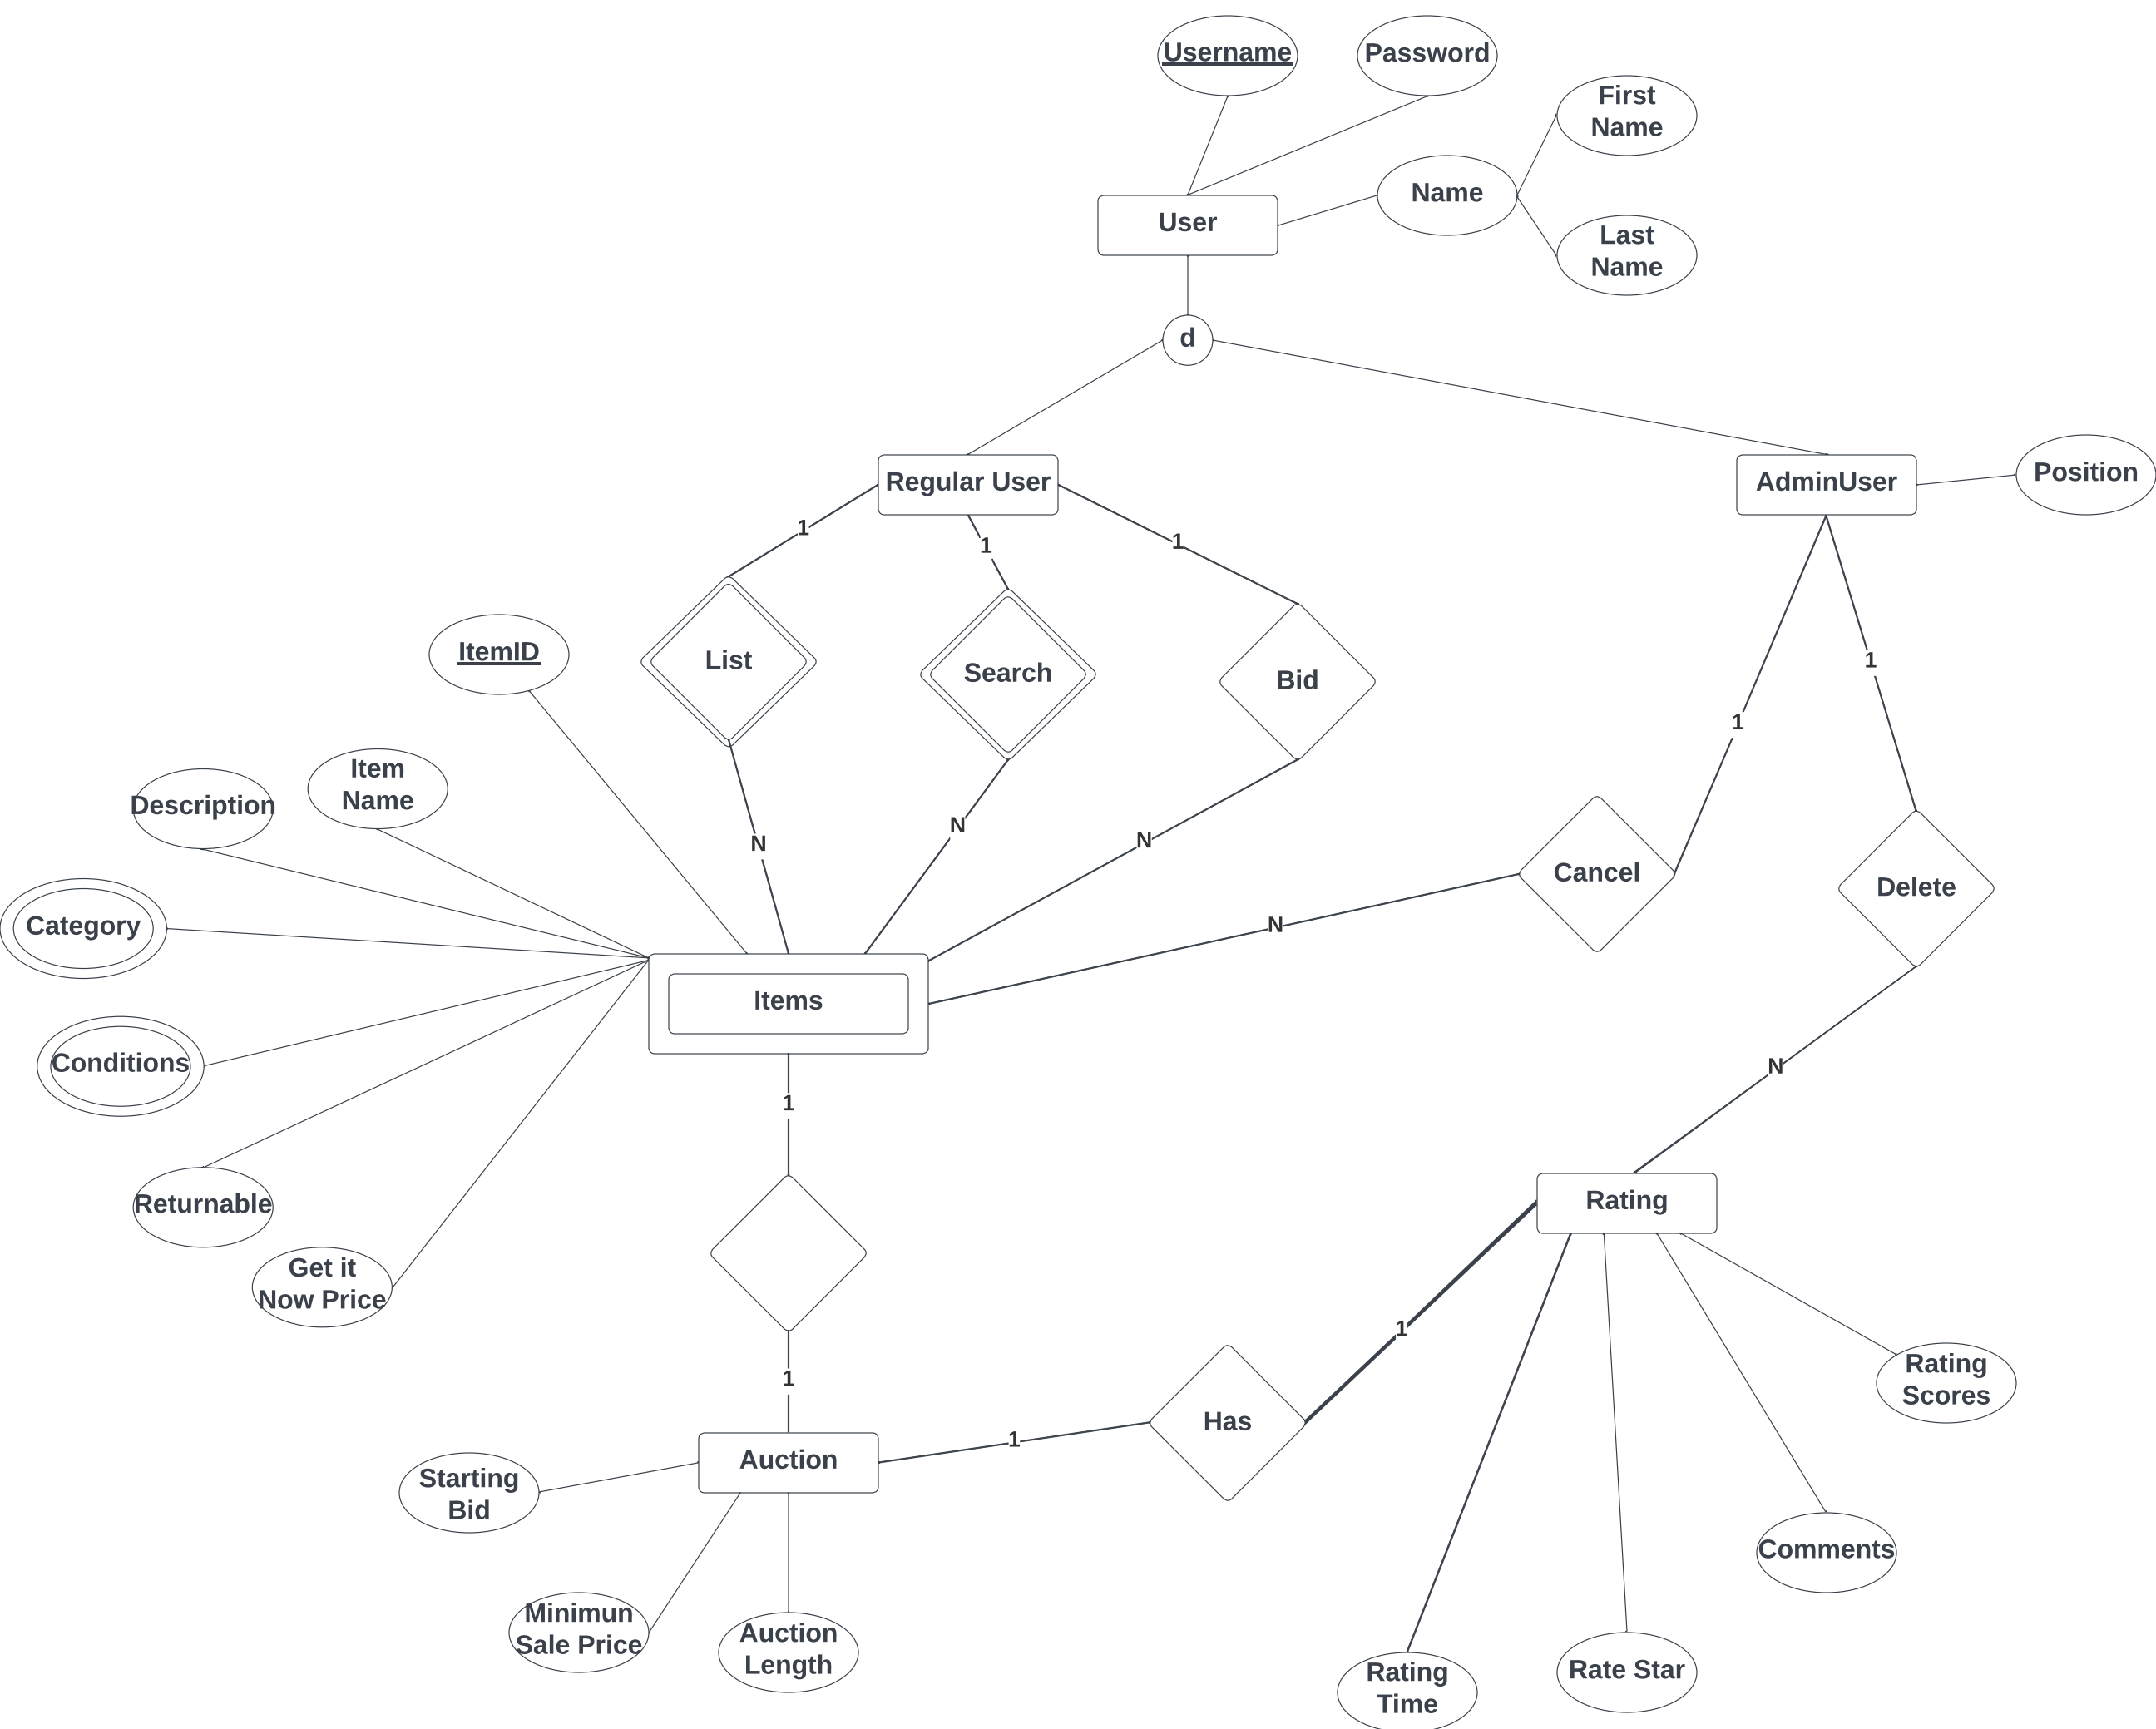 Username
Password
First
Name
Name
User
Last
Name
d
Regular User
AdminUser
Position
1
1
1
List
Search
Bid
1
1
ItemID
Item
Name
Description
N
N
N
Cancel
Delete
Category
N
Items
Conditions
1
N
Returnable
Rating
Get it
Now Price
1
1
Has
1
Rating
Scores
Auction
Starting
Bid
Comments
Minimun
Sale Price
Auction
Length
Rating
Time
Rate Star